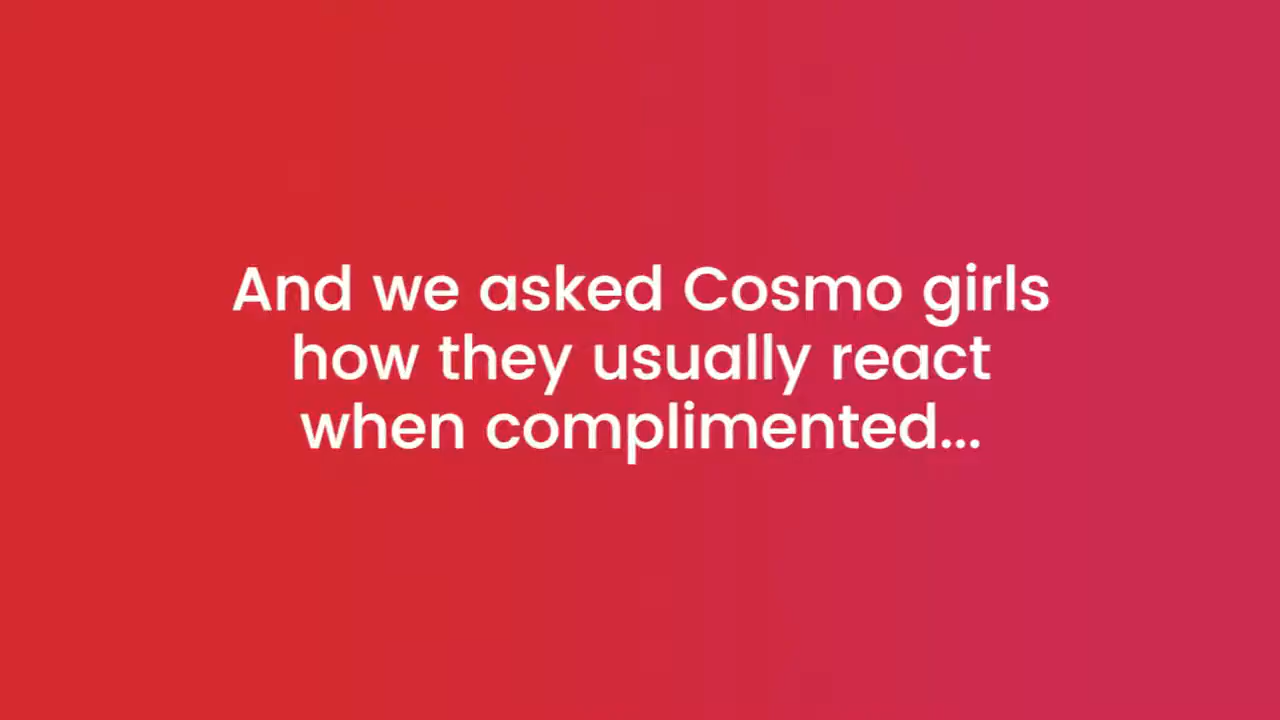 And we asked Cosmo girls
how they usually react
when complimented...